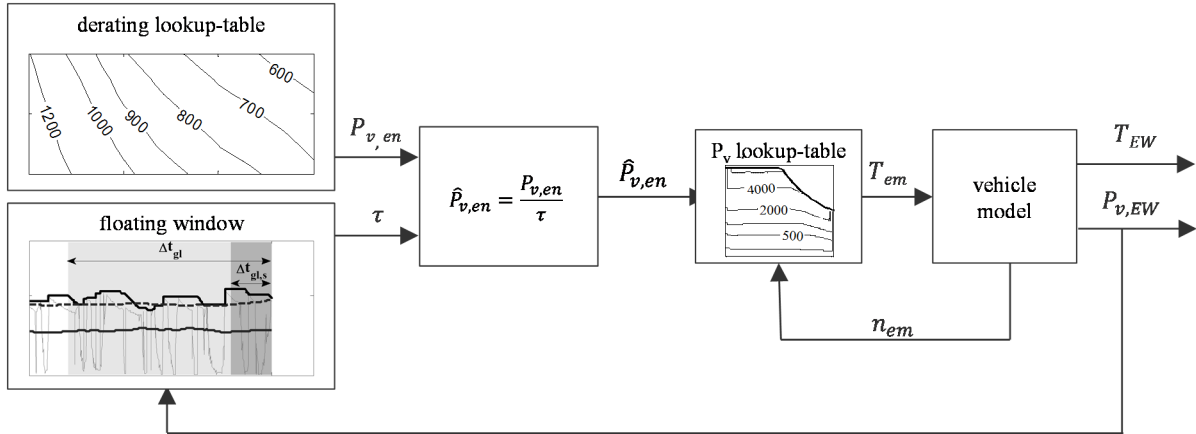 derating lookup-table
1200
1000
900
800
700
600
P_{v, en}
floating window
Δt_{gl}
Δt_{gl,s}
τ
P̂_{v,en} = P_{v,en} / τ
P̂_{v,en}
P_v lookup-table
4000
2000
500
T_{em}
vehicle
model
T_{EW}
P_{v,EW}
n_{em}